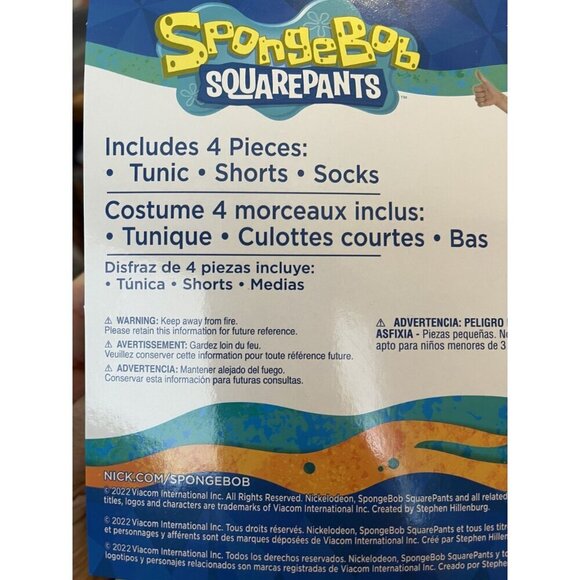 SPONGEBOB
SQUAREPANTS™
Includes 4 Pieces:
• Tunic • Shorts • Socks
Costume 4 morceaux inclus:
• Tunique • Culottes courtes • Bas
Disfraz de 4 piezas incluye:
• Túnica • Shorts • Medias
⚠ WARNING: Keep away from fire.
Please retain this information for future reference.
⚠ AVERTISSEMENT: Gardez loin du feu.
Veuillez conserver cette information pour toute référence future.
⚠ ADVERTENCIA: Mantener alejado del fuego.
Conservar esta información para futuras consultas.
⚠ ADVERTENCIA: PELIGRO
ASFIXIA - Piezas pequeñas. No
apto para niños menores de 3
NICK.COM/SPONGEBOB
© 2022 Viacom International Inc. All Rights Reserved. Nickelodeon, SpongeBob SquarePants and all related
titles, logos and characters are trademarks of Viacom International Inc. Created by Stephen Hillenburg.
© 2022 Viacom International Inc. Tous droits réservés. Nickelodeon, SpongeBob SquarePants et tous les titres
et personnages y afférents sont des marques déposées de Viacom International Inc. Créé par Stephen Hillen
© 2022 Viacom International Inc. Todos los derechos reservados. Nickelodeon, SpongeBob SquarePants y to
logotipos y personajes relacionados son marcas registradas de Viacom International Inc. Creado por Stephen